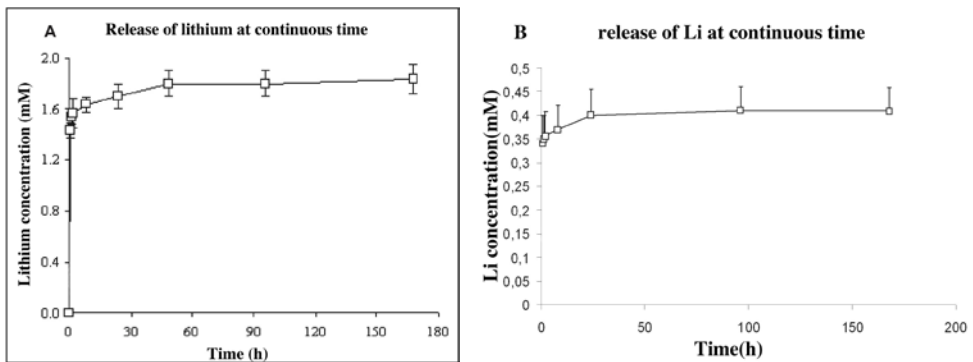 A
Release of lithium at continuous time
Lithium concentration (mM)
2.0
1.6
1.2
0.8
0.4
0.0
0 30 60 90 120 150 180
Time (h)
B
release of Li at continuous time
Li concentration(mM)
0,5
0,45
0,4
0,35
0,3
0,25
0,2
0,15
0,1
0,05
0
0 50 100 150 200
Time(h)